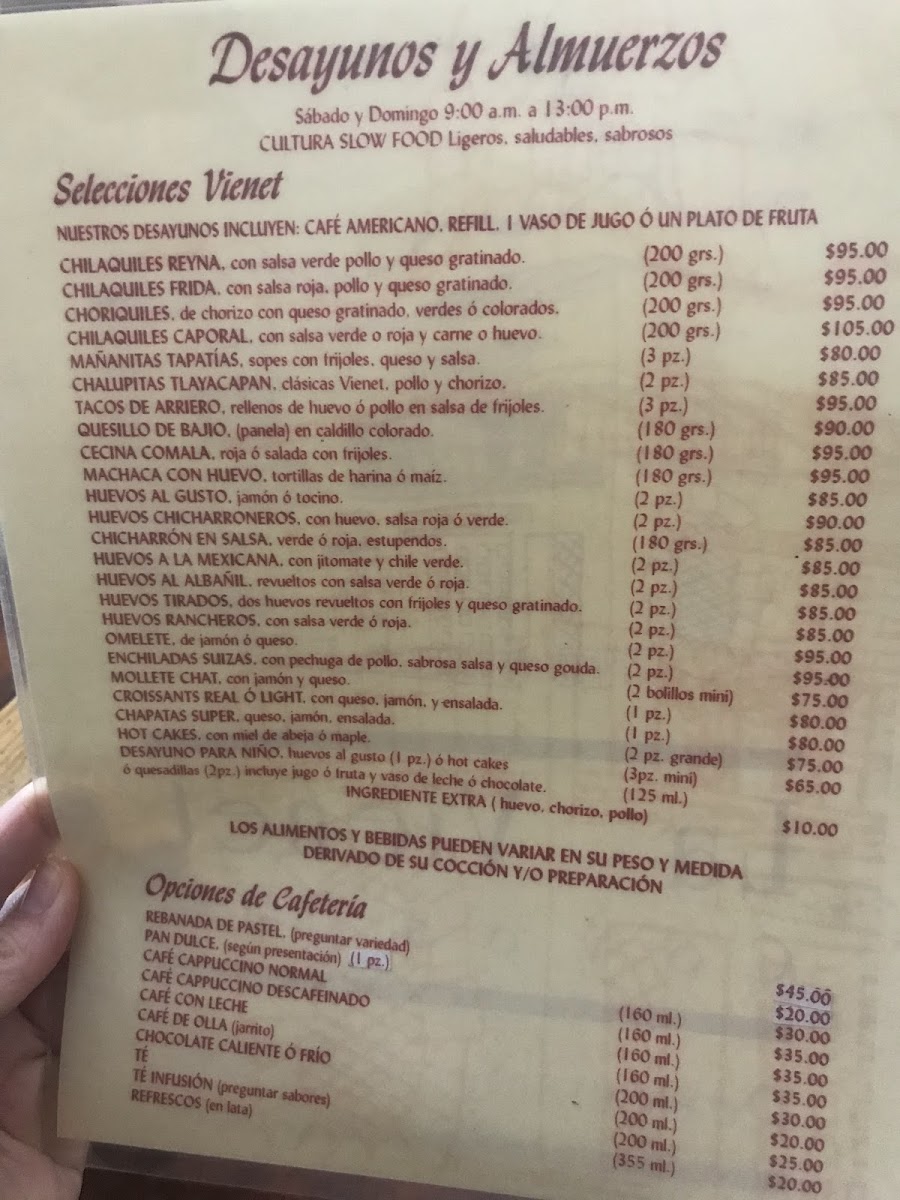 Desayunos y Almuerzos
Sábado y Domingo 9:00 a.m. a 13:00 p.m.
CULTURA SLOW FOOD Ligeros, saludables, sabrosos
Selecciones Vienet
NUESTROS DESAYUNOS INCLUYEN: CAFÉ AMERICANO, REFILL, 1 VASO DE JUGO Ó UN PLATO DE FRUTA
CHILAQUILES REYNA, con salsa verde pollo y queso gratinado. (200 grs.) $95.00
CHILAQUILES FRIDA, con salsa roja, pollo y queso gratinado. (200 grs.) $95.00
CHORIQUILES, de chorizo con queso gratinado, verdes ó colorados. (200 grs.) $95.00
CHILAQUILES CAPORAL, con salsa verde o roja y carne o huevo. (200 grs.) $105.00
MAÑANITAS TAPATÍAS, sopes con frijoles, queso y salsa. (3 pz.) $80.00
CHALUPITAS TLAYACAPAN, clásicas Vienet, pollo y chorizo. (2 pz.) $85.00
TACOS DE ARRIERO, rellenos de huevo ó pollo en salsa de frijoles. (3 pz.) $95.00
QUESILLO DE BAJIO, (panela) en caldillo colorado. (180 grs.) $90.00
CECINA COMALA, roja ó salada con frijoles. (180 grs.) $95.00
MACHACA CON HUEVO, tortillas de harina ó maíz. (180 grs.) $95.00
HUEVOS AL GUSTO, jamón ó tocino. (2 pz.) $85.00
HUEVOS CHICHARRONEROS, con huevo, salsa roja ó verde. (2 pz.) $90.00
CHICHARRÓN EN SALSA, verde ó roja, estupendos. (180 grs.) $85.00
HUEVOS A LA MEXICANA, con jitomate y chile verde. (2 pz.) $85.00
HUEVOS AL ALBAÑIL, revueltos con salsa verde ó roja. (2 pz.) $85.00
HUEVOS TIRADOS, dos huevos revueltos con frijoles y queso gratinado. (2 pz.) $85.00
HUEVOS RANCHEROS, con salsa verde ó roja. (2 pz.) $85.00
OMELETE, de jamón ó queso. (2 pz.) $95.00
ENCHILADAS SUIZAS, con pechuga de pollo, sabrosa salsa y queso gouda. (2 pz.) $95.00
MOLLETE CHAT, con jamón y queso. (2 bolillos mini) $75.00
CROISSANTS REAL Ó LIGHT, con queso, jamón, y ensalada. (1 pz.) $80.00
CHAPATAS SUPER, queso, jamón, ensalada. (1 pz.) $80.00
HOT CAKES, con miel de abeja ó maple. (2 pz. grande) $75.00
DESAYUNO PARA NIÑO, huevos al gusto (1 pz.) ó hot cakes (3pz. mini) $65.00
ó quesadillas (2pz.) incluye jugo ó fruta y vaso de leche ó chocolate. (125 ml.)
INGREDIENTE EXTRA ( huevo, chorizo, pollo) $10.00
LOS ALIMENTOS Y BEBIDAS PUEDEN VARIAR EN SU PESO Y MEDIDA
DERIVADO DE SU COCCIÓN Y/O PREPARACIÓN
Opciones de Cafetería
REBANADA DE PASTEL, (preguntar variedad) $45.00
PAN DULCE, (según presentación) (1 pz.) $20.00
CAFÉ CAPPUCCINO NORMAL (160 ml.) $30.00
CAFÉ CAPPUCCINO DESCAFEINADO (160 ml.) $35.00
CAFÉ CON LECHE (160 ml.) $35.00
CAFÉ DE OLLA (jarrito) (160 ml.) $35.00
CHOCOLATE CALIENTE Ó FRÍO (200 ml.) $30.00
TÉ (200 ml.) $20.00
TÉ INFUSIÓN (preguntar sabores) (200 ml.) $25.00
REFRESCOS (en lata) (355 ml.) $20.00